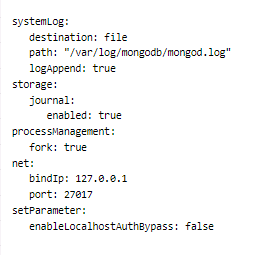 systemLog:
   destination: file
   path: "/var/log/mongodb/mongod.log"
   logAppend: true
storage:
   journal:
      enabled: true
processManagement:
   fork: true
net:
   bindIp: 127.0.0.1
   port: 27017
setParameter:
   enableLocalhostAuthBypass: false